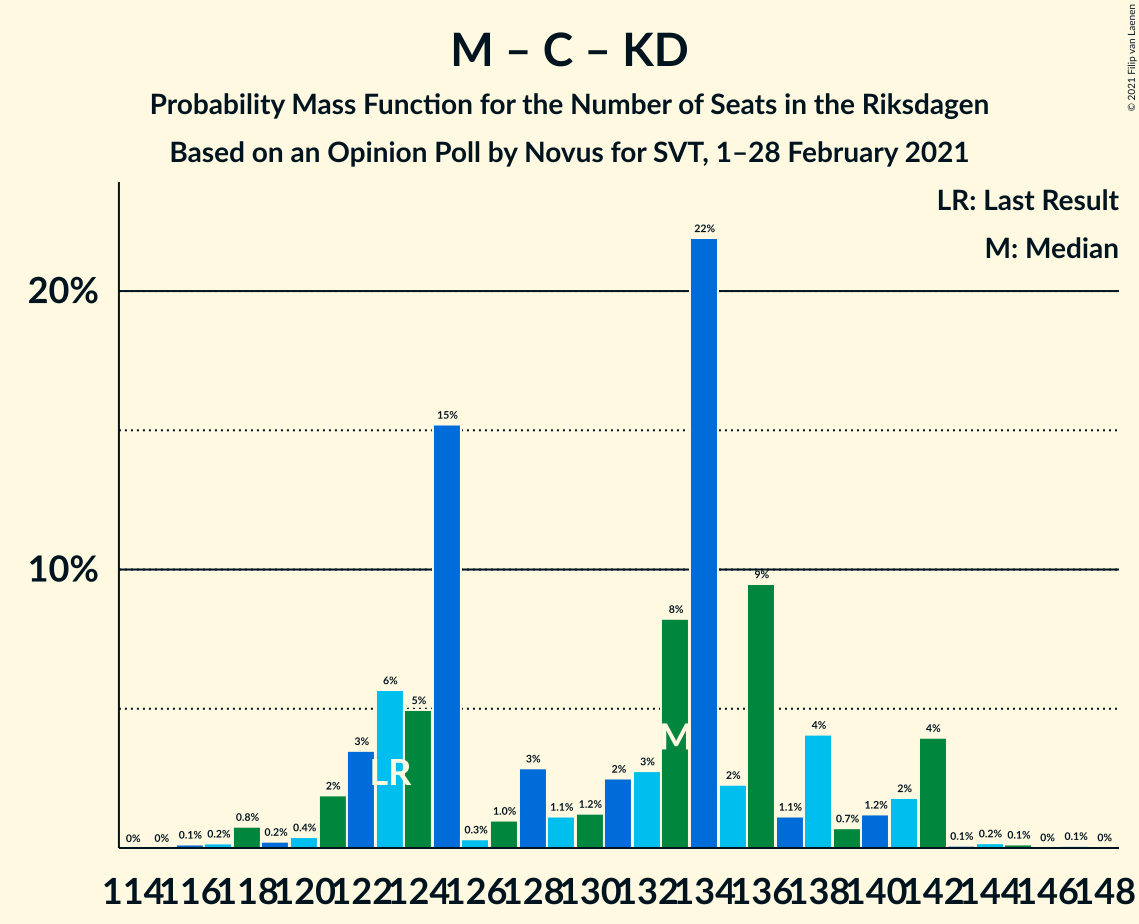 © 2021 Filip van Laenen
M – C – KD
Probability Mass Function for the Number of Seats in the Riksdagen
Based on an Opinion Poll by Novus for SVT, 1–28 February 2021
LR: Last Result
M: Median
20%
10%
0% 0% 0.1% 0.2% 0.8% 0.2% 0.4% 2% 3% 6% 5% 15% 0.3% 1.0% 3% 1.1% 1.2% 2% 3% 8% 22% 2% 9% 1.1% 4% 0.7% 1.2% 2% 4% 0.1% 0.2% 0.1% 0% 0.1% 0%
LR
M
114 116 118 120 122 124 126 128 130 132 134 136 138 140 142 144 146 148